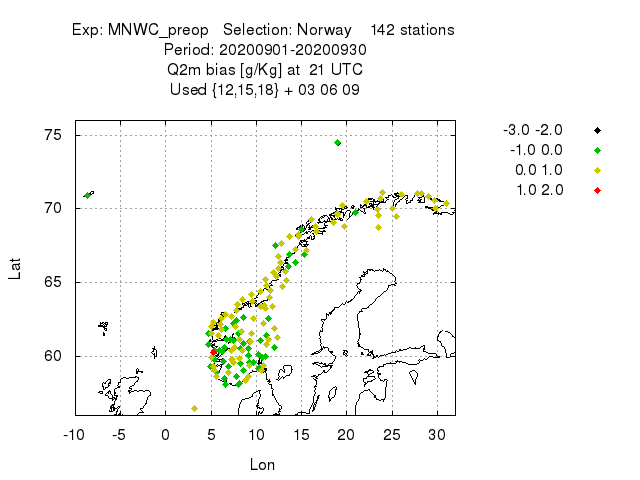 Exp: MNWC_preop   Selection: Norway    142 stations
Period: 20200901-20200930
Q2m bias [g/Kg] at  21 UTC
Used {12,15,18} + 03 06 09
-3.0 -2.0
-1.0 0.0
0.0 1.0
1.0 2.0
75
70
65
60
Lat
-10 -5 0 5 10 15 20 25 30
Lon